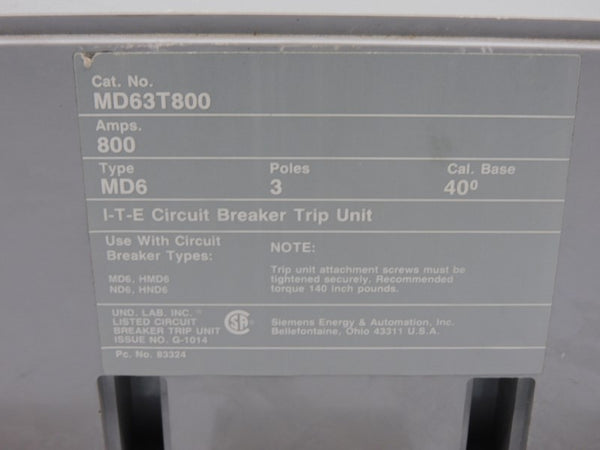 Cat. No.
MD63T800
Amps.
800
Type Poles Cal. Base
MD6 3 40º
I-T-E Circuit Breaker Trip Unit
Use With Circuit
Breaker Types:
MD6, HMD6
ND6, HND6
NOTE:
Trip unit attachment screws must be
tightened securely. Recommended
torque 140 inch pounds.
UND. LAB. INC.
LISTED CIRCUIT
BREAKER TRIP UNIT
ISSUE NO. G-1014
SA
Siemens Energy & Automation, Inc.
Bellefontaine, Ohio 43311 U.S.A.
Pc. No. 83324